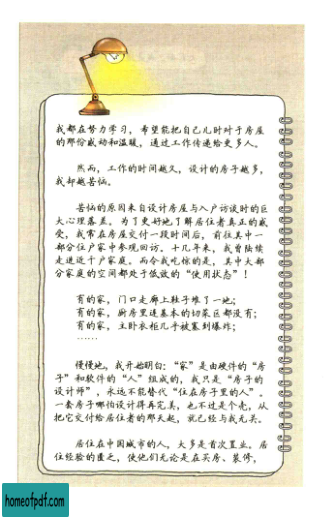 我都在努力学习，希望能把自己儿时对于房屋
的那份感动和温暖，通过工作传递给更多人。
然而，工作的时间越久，设计的房子越多，
我却越苦恼。
苦恼的原因来自设计房屋与入户访谈时的巨
大心理落差。为了更好地了解居住者真正的感
受，我常在房屋交付一段时间后，前往其中一
部分住户家中参观回访。十几年来，我曾陆续
走进近千户家庭。而令我吃惊的是，其中大部
分家庭的空间都处于低效的“使用状态”！
有的家，门口走廊上鞋子堆了一地；
有的家，厨房里连基本的切菜区都没有；
有的家，主卧衣柜几乎被塞到爆炸；
……
慢慢地，我开始明白：“家”是由硬件的“房
子”和软件的“人”组成的，我只是“房子的
设计师”，永远不能替代“住在房子里的人”。
一套房子哪怕设计得再完美，也不过是个壳，从
把它交付给居住者的那天起，就已经与我无关。
居住在中国城市的人，大多是首次置业，居
住经验的匮乏，使他们无论是在买房、装修，
homeofpdf.com